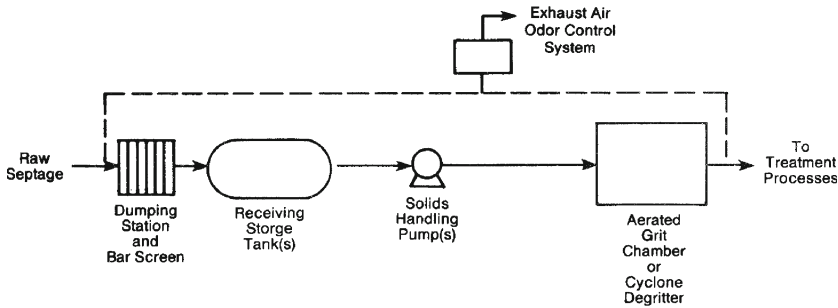 Exhaust Air
Odor Control
System
Raw
Septage
Dumping
Station
and
Bar Screen
Receiving
Storge
Tank(s)
Solids
Handling
Pump(s)
Aerated
Grit
Chamber
or
Cyclone
Degritter
To
Treatment
Processes